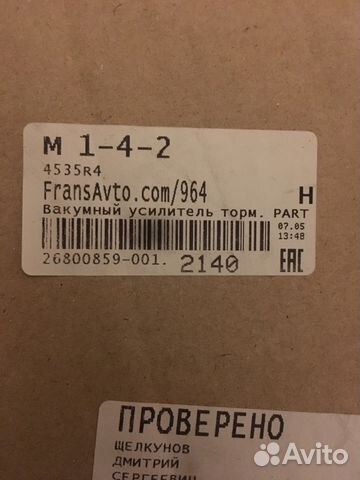 M 1-4-2
4535R4
FransAvto.com/964 H
Вакумный усилитель торм. PART
07.05
13:48
26800859-001. 2140
EAC
ПРОВЕРЕНО
ЩЕЛКУНОВ
ДМИТРИЙ
СЕРГЕЕВИЧ
Avito